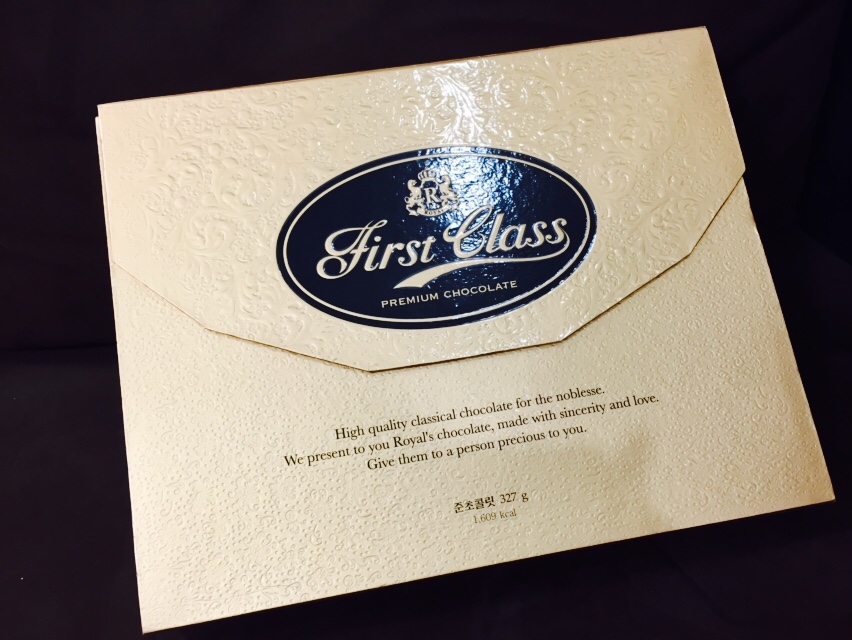 R
First Class
PREMIUM CHOCOLATE
High quality classical chocolate for the noblesse.
We present to you Royal's chocolate, made with sincerity and love.
Give them to a person precious to you.
준초콜릿 327 g
1,609 kcal